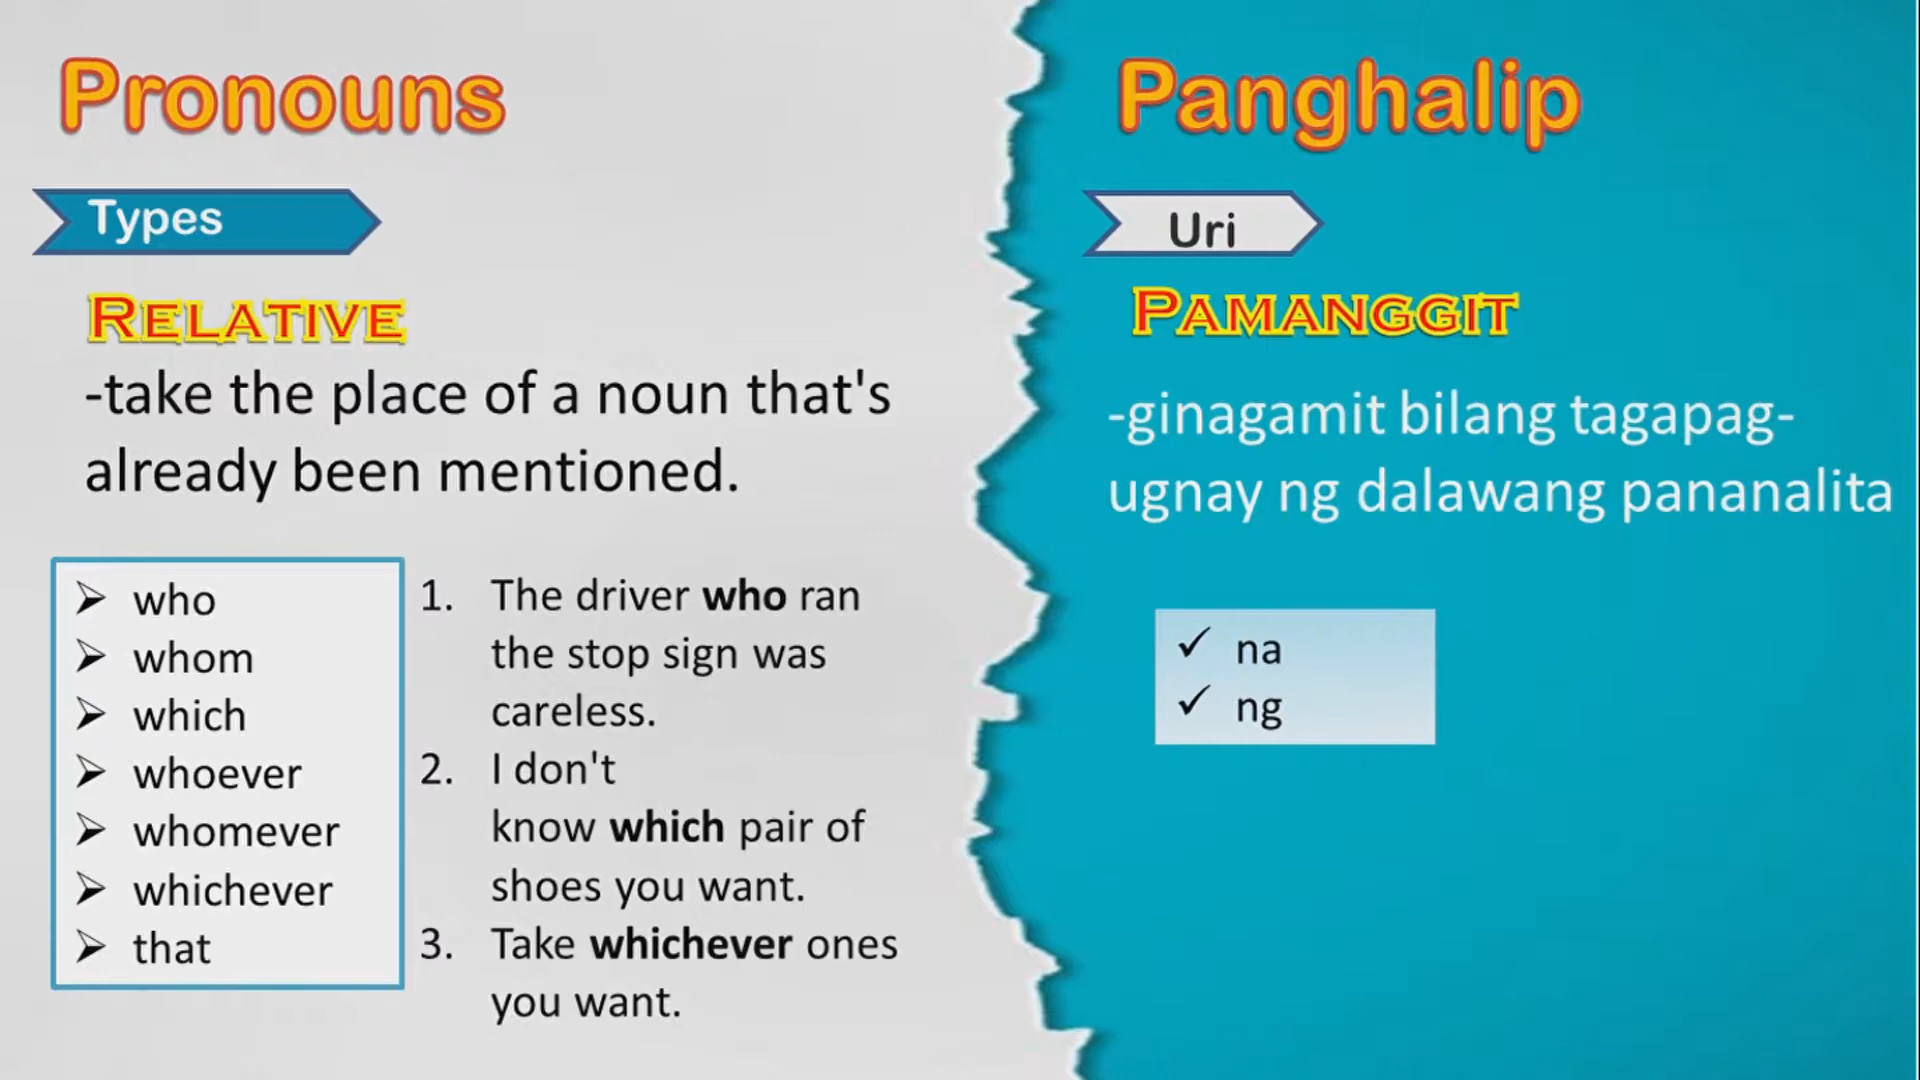 Pronouns
Types
RELATIVE
-take the place of a noun that's
already been mentioned.
➢ who
➢ whom
➢ which
➢ whoever
➢ whomever
➢ whichever
➢ that
1. The driver who ran
the stop sign was
careless.
2. I don't
know which pair of
shoes you want.
3. Take whichever ones
you want.
Panghalip
Uri
PAMANGGIT
-ginagamit bilang tagapag-
ugnay ng dalawang pananalita
✓ na
✓ ng